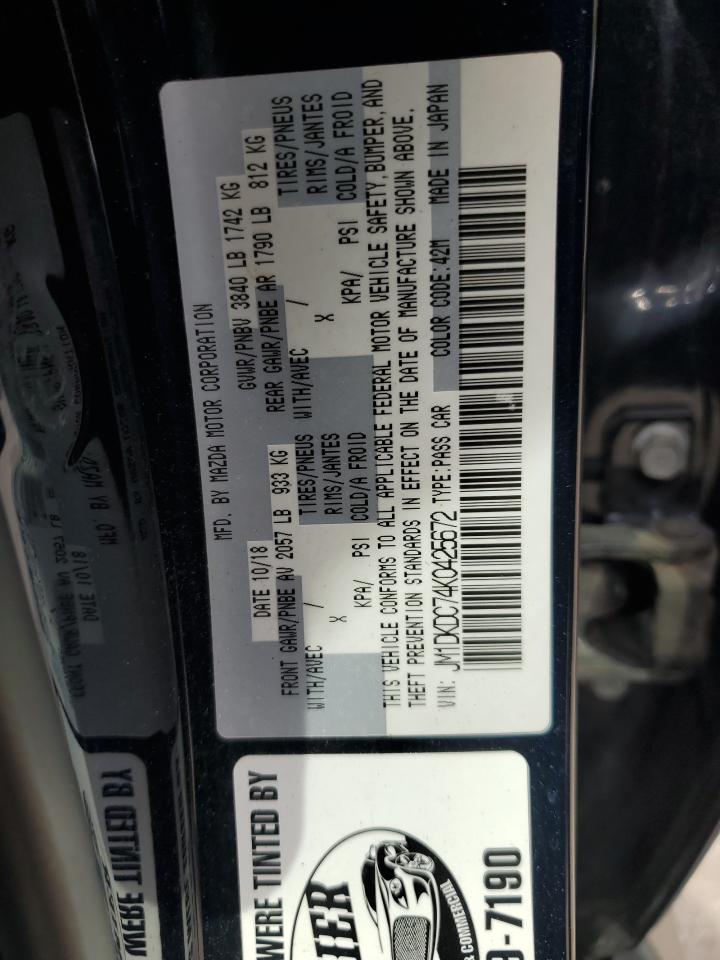 MFD. BY MAZDA MOTOR CORPORATION
DATE 10/18 GVWR/PNBV 3840 LB 1742 KG
FRONT GAWR/PNBE AV 2057 LB 933 KG REAR GAWR/PNBE AR 1790 LB 812 KG
WITH/AVEC / TIRES/PNEUS WITH/AVEC / TIRES/PNEUS
X RIMS/JANTES X RIMS/JANTES
KPA/ PSI COLD/A FROID KPA/ PSI COLD/A FROID
THIS VEHICLE CONFORMS TO ALL APPLICABLE FEDERAL MOTOR VEHICLE SAFETY, BUMPER, AND
THEFT PREVENTION STANDARDS IN EFFECT ON THE DATE OF MANUFACTURE SHOWN ABOVE.
VIN: JM1DKDC74K0425672 TYPE:PASS CAR COLOR CODE:42M MADE IN JAPAN
WERE TINTED BY
& COMMERCIAL
-7190